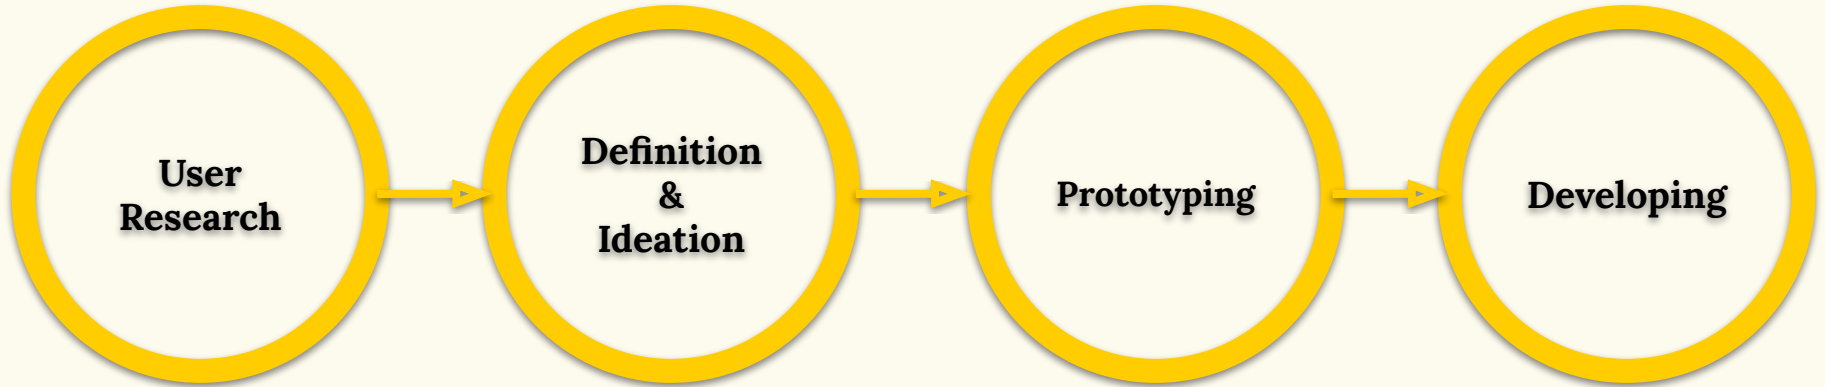 User
Research
Definition
&
Ideation
Prototyping
Developing